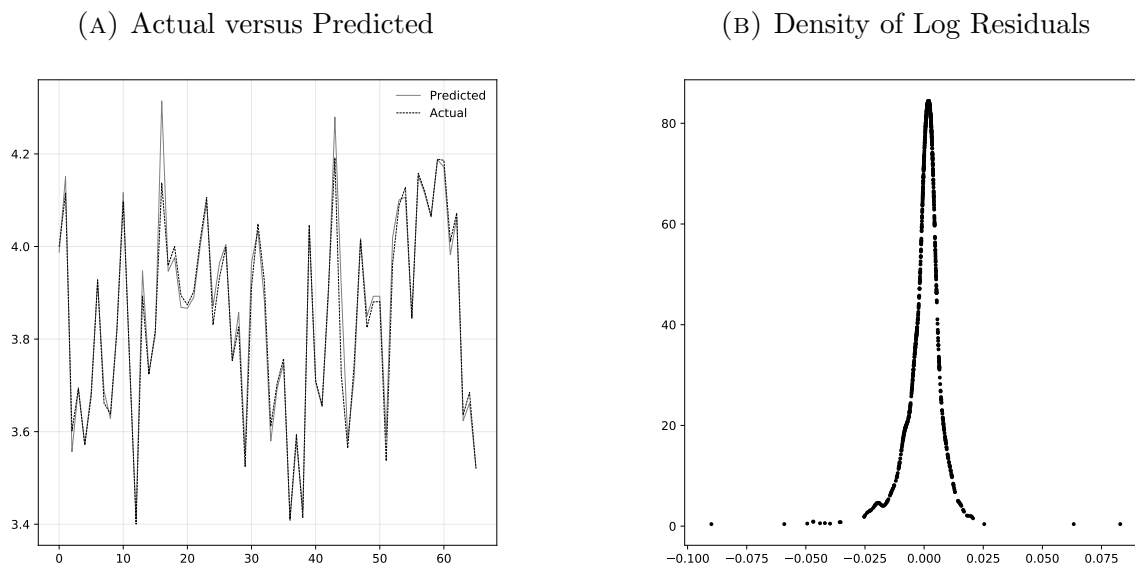 (A) Actual versus Predicted
Predicted
Actual
4.2
4.0
3.8
3.6
3.4
0 10 20 30 40 50 60
(B) Density of Log Residuals
80
60
40
20
0
−0.100 −0.075 −0.050 −0.025 0.000 0.025 0.050 0.075